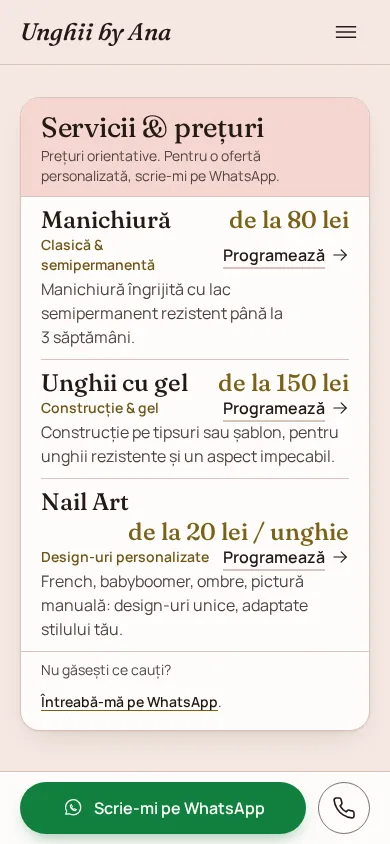 Unghii by Ana
Servicii & prețuri
Prețuri orientative. Pentru o ofertă
personalizată, scrie-mi pe WhatsApp.
Manichiură de la 80 lei
Clasică &
semipermanentă
Programează →
Manichiură îngrijită cu lac
semipermanent rezistent până la
3 săptămâni.
Unghii cu gel de la 150 lei
Construcție & gel Programează →
Construcție pe tipsuri sau șablon, pentru
unghii rezistente și un aspect impecabil.
Nail Art
de la 20 lei / unghie
Design-uri personalizate Programează →
French, babyboomer, ombre, pictură
manuală: design-uri unice, adaptate
stilului tău.
Nu găsești ce cauți?
Întreabă-mă pe WhatsApp.
Scrie-mi pe WhatsApp